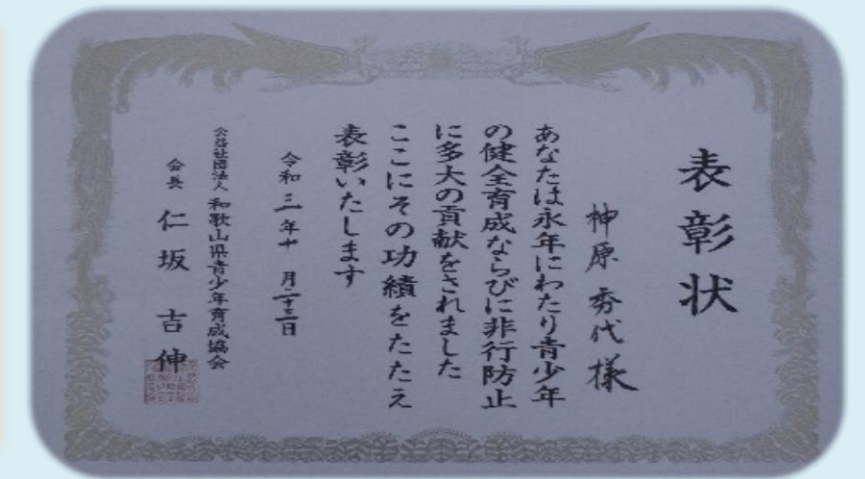 表彰状
神原秀代様
あなたは永年にわたり青少年
の健全育成ならびに非行防止
に多大の貢献をされました
ここにその功績をたたえ
表彰いたします
令和三年十月二十三日
公益社団法人 和歌山県青少年育成協会
会長 仁坂吉伸